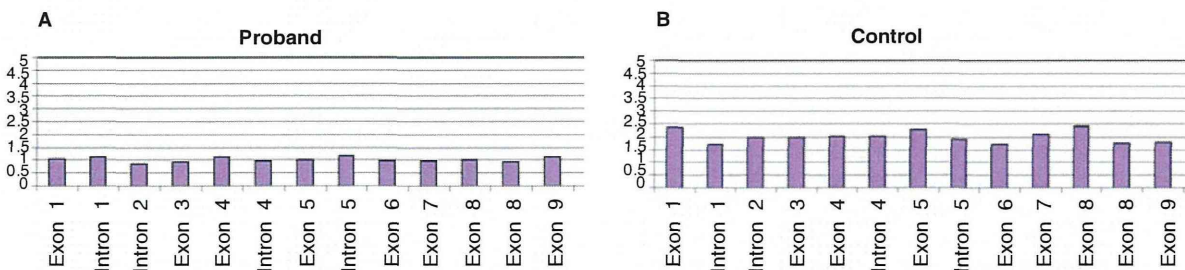 A
Proband
5
4.5
4
3.5
3
2.5
2
1.5
1
0.5
0
Exon 1
Intron 1
Intron 2
Exon 3
Exon 4
Intron 4
Exon 5
Intron 5
Exon 6
Exon 7
Exon 8
Exon 8
Exon 9
B
Control
5
4.5
4
3.5
3
2.5
2
1.5
1
0.5
0
Exon 1
Intron 1
Intron 2
Exon 3
Exon 4
Intron 4
Exon 5
Intron 5
Exon 6
Exon 7
Exon 8
Exon 8
Exon 9